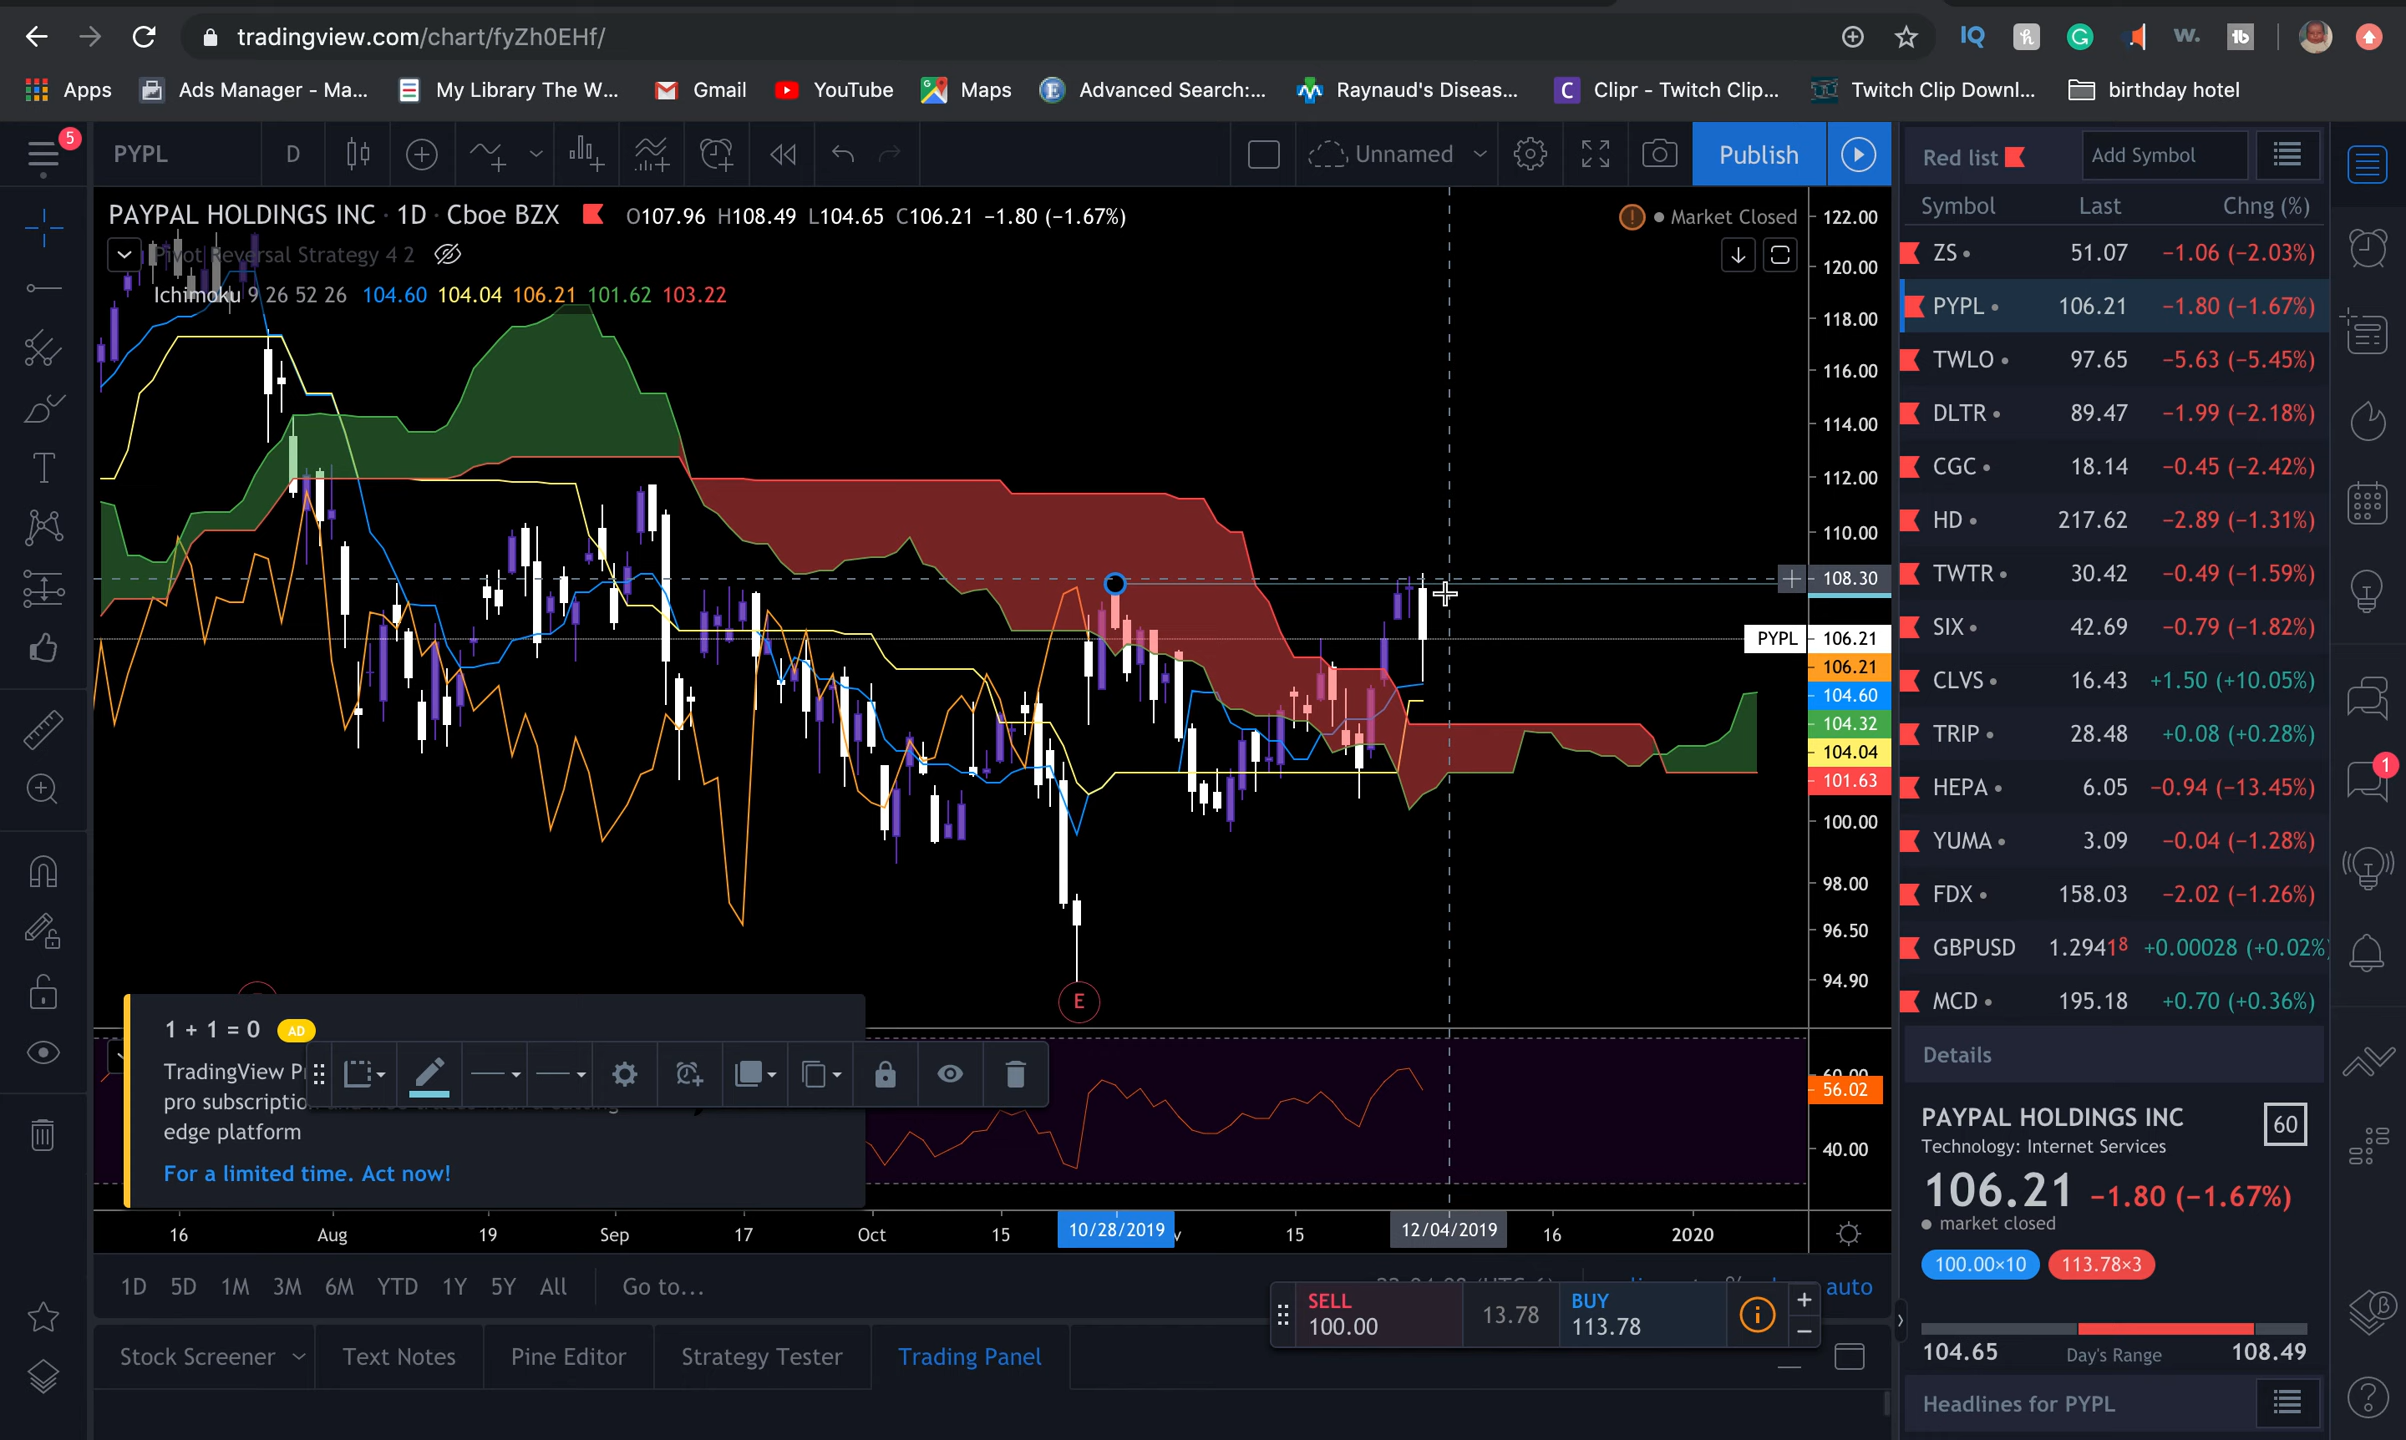 tradingview.com/chart/fyZh0EHf/
Apps
Ads Manager - Ma...
My Library The W...
Gmail
YouTube
Maps
Advanced Search:...
Raynaud's Diseas...
Clipr - Twitch Clip...
Twitch Clip Downl...
birthday hotel
5
PYPL
D
Unnamed
Publish
Red list
Add Symbol
PAYPAL HOLDINGS INC · 1D · Cboe BZX
O107.96 H108.49 L104.65 C106.21 −1.80 (−1.67%)
Market Closed
Pivot Reversal Strategy 4 2
Ichimoku 9 26 52 26 104.60 104.04 106.21 101.62 103.22
122.00
120.00
118.00
116.00
114.00
112.00
110.00
108.30
PYPL 106.21
106.21
104.60
104.32
104.04
101.63
100.00
98.00
96.50
94.90
E
60.00
56.02
40.00
1 + 1 = 0 AD
TradingView P
pro subscriptio
edge platform
For a limited time. Act now!
16 Aug 19 Sep 17 Oct 15 10/28/2019 15 12/04/2019 16 2020
1D 5D 1M 3M 6M YTD 1Y 5Y All Go to...
auto
SELL
100.00
13.78
BUY
113.78
Stock Screener
Text Notes
Pine Editor
Strategy Tester
Trading Panel
Symbol Last Chng (%)
ZS 51.07 −1.06 (−2.03%)
PYPL 106.21 −1.80 (−1.67%)
TWLO 97.65 −5.63 (−5.45%)
DLTR 89.47 −1.99 (−2.18%)
CGC 18.14 −0.45 (−2.42%)
HD 217.62 −2.89 (−1.31%)
TWTR 30.42 −0.49 (−1.59%)
SIX 42.69 −0.79 (−1.82%)
CLVS 16.43 +1.50 (+10.05%)
TRIP 28.48 +0.08 (+0.28%)
HEPA 6.05 −0.94 (−13.45%)
YUMA 3.09 −0.04 (−1.28%)
FDX 158.03 −2.02 (−1.26%)
GBPUSD 1.29418 +0.00028 (+0.02%)
MCD 195.18 +0.70 (+0.36%)
1
Details
PAYPAL HOLDINGS INC
60
Technology: Internet Services
106.21 −1.80 (−1.67%)
market closed
100.00×10 113.78×3
104.65 Day's Range 108.49
Headlines for PYPL